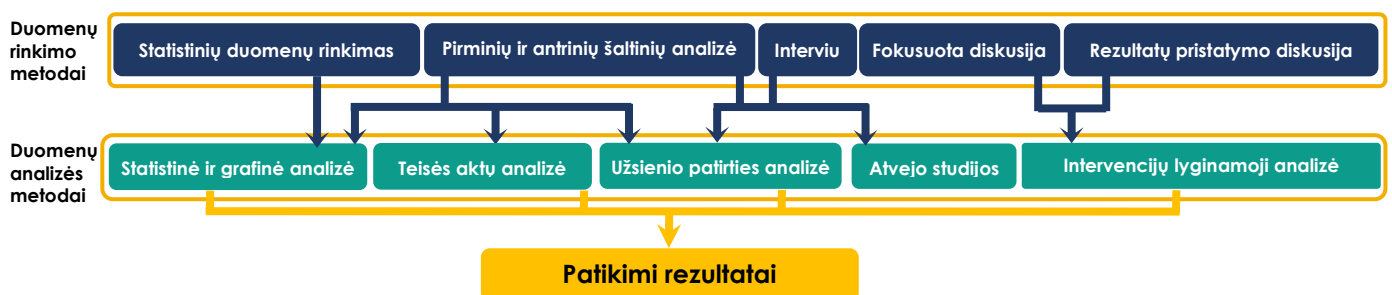 Duomenų
rinkimo
metodai
Statistinių duomenų rinkimas
Pirminių ir antrinių šaltinių analizė
Interviu
Fokusuota diskusija
Rezultatų pristatymo diskusija
Duomenų
analizės
metodai
Statistinė ir grafinė analizė
Teisės aktų analizė
Užsienio patirties analizė
Atvejo studijos
Intervencijų lyginamoji analizė
Patikimi rezultatai